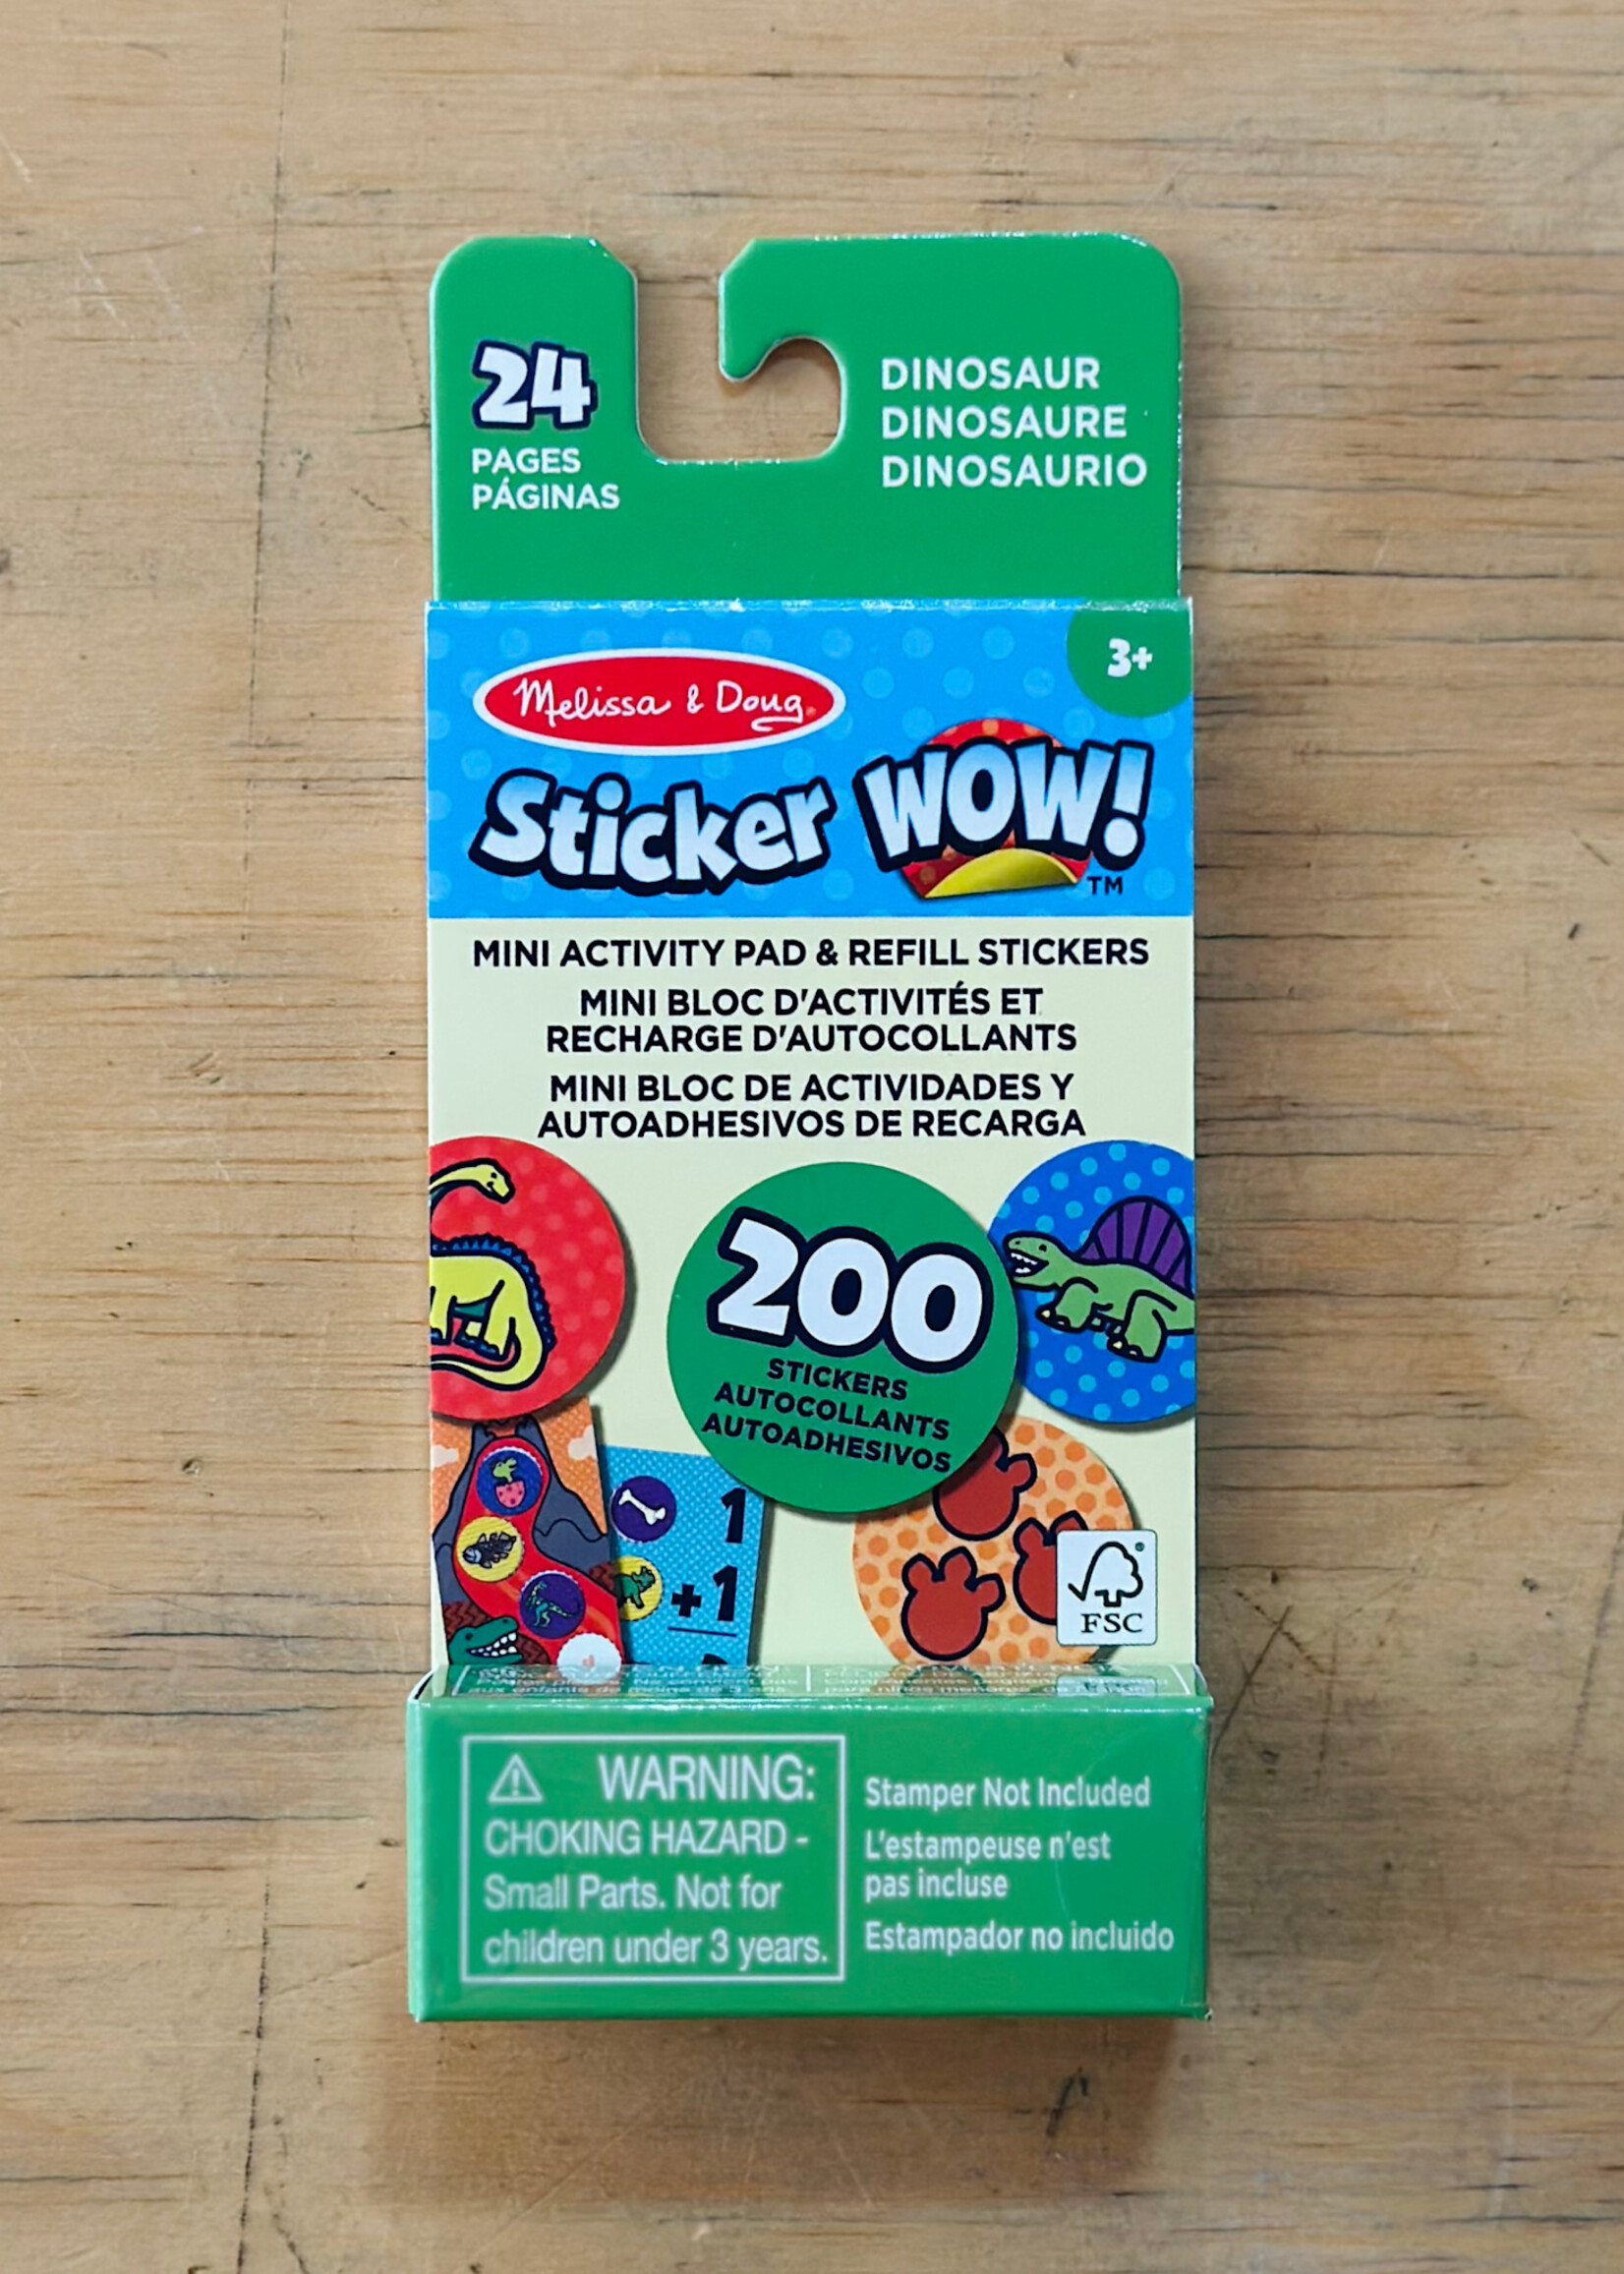 24
PAGES
PÁGINAS
DINOSAUR
DINOSAURE
DINOSAURIO
3+
Melissa & Doug®
Sticker WOW!
TM
MINI ACTIVITY PAD & REFILL STICKERS
MINI BLOC D'ACTIVITÉS ET
RECHARGE D'AUTOCOLLANTS
MINI BLOC DE ACTIVIDADES Y
AUTOADHESIVOS DE RECARGA
200
STICKERS
AUTOCOLLANTS
AUTOADHESIVOS
1
+1
®
FSC
WARNING:
CHOKING HAZARD -
Small Parts. Not for
children under 3 years.
Stamper Not Included
L'estampeuse n'est
pas incluse
Estampador no incluido